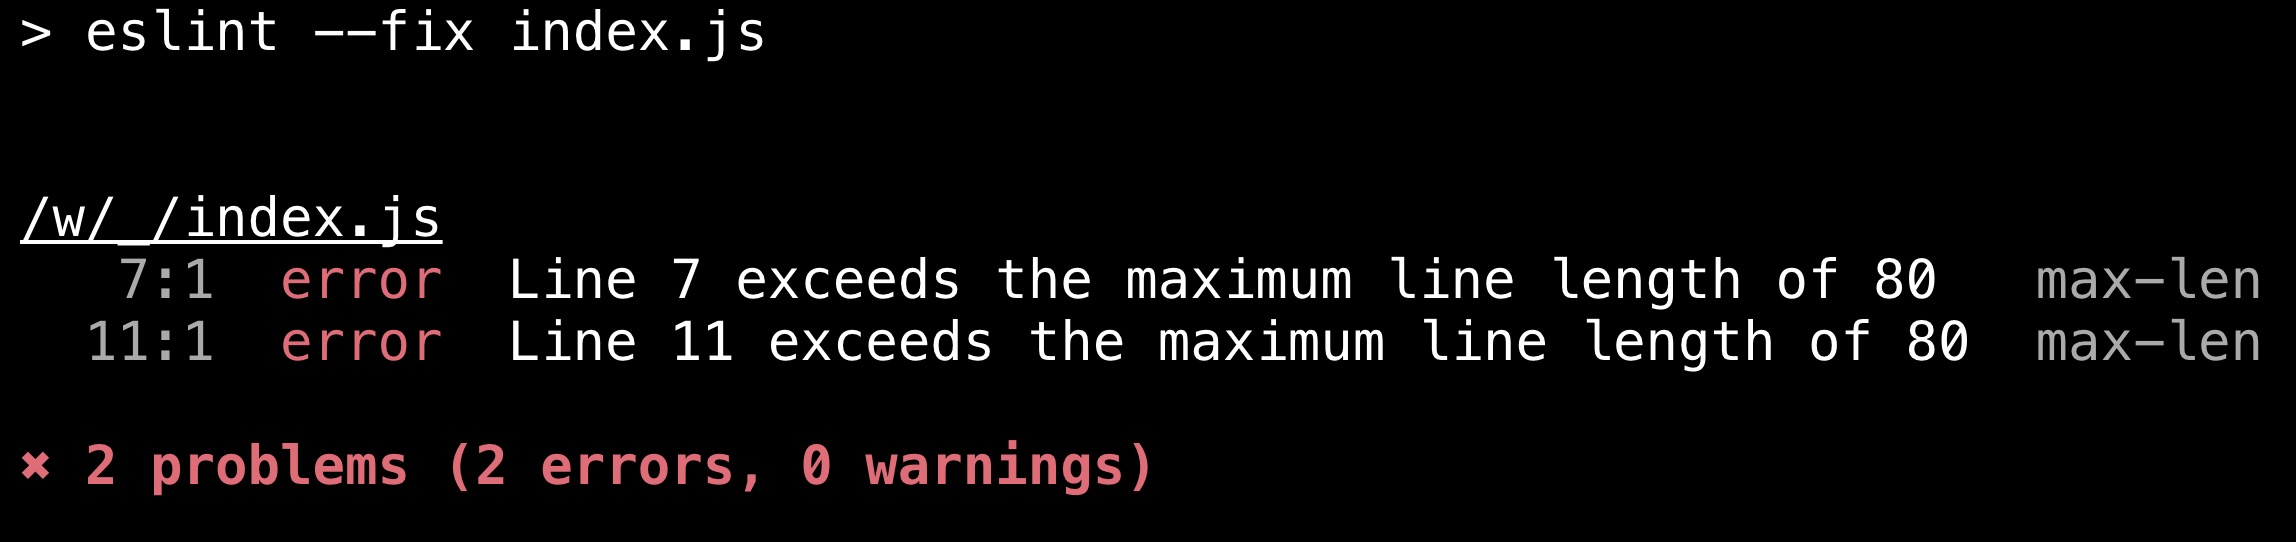 > eslint --fix index.js
/w/_/index.js
7:1 error Line 7 exceeds the maximum line length of 80 max-len
11:1 error Line 11 exceeds the maximum line length of 80 max-len
✖ 2 problems (2 errors, 0 warnings)